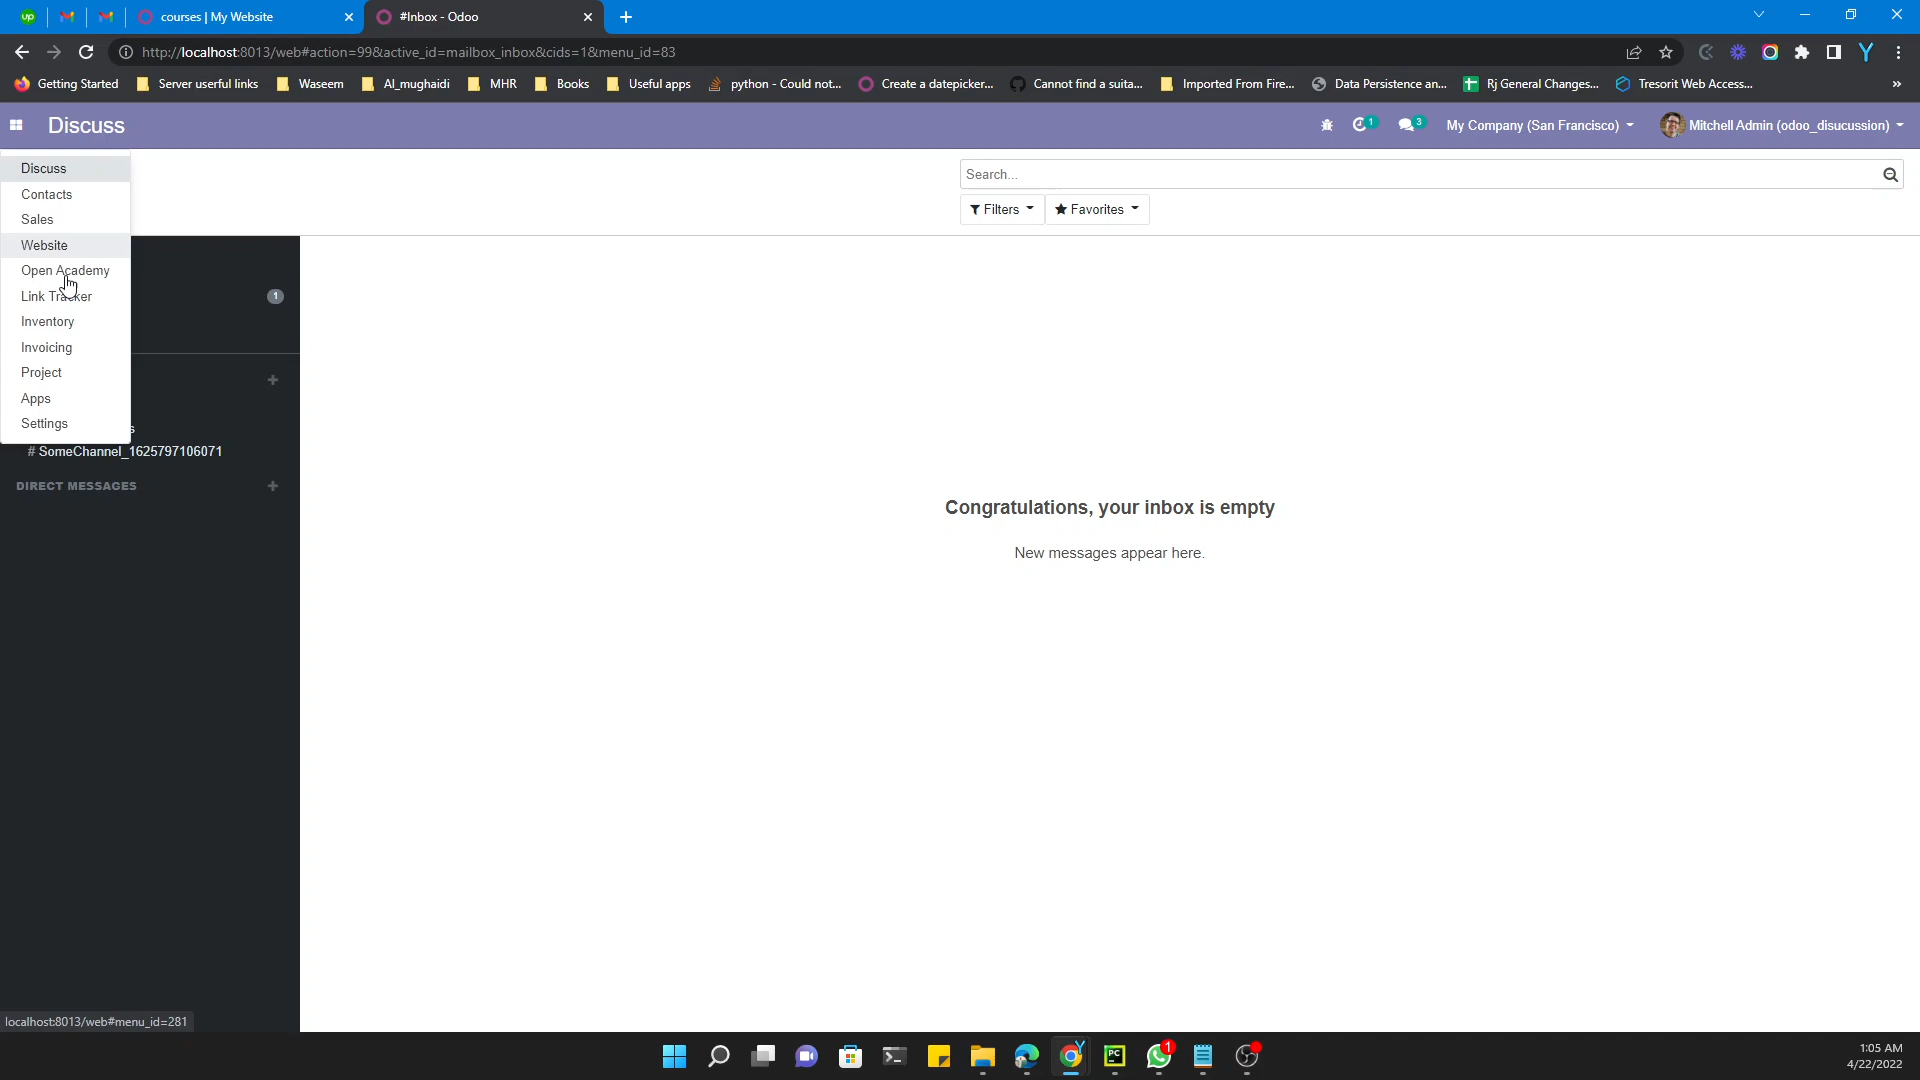 up
courses | My Website
#Inbox - Odoo
http://localhost:8013/web#action=99&active_id=mailbox_inbox&cids=1&menu_id=83
Y
Getting Started
Server userful links
Waseem
Al_mughaidi
MHR
Books
Useful apps
python - Could not...
Create a datepicker...
Cannot find a suita...
Imported From Fire...
Data Persistence an...
Rj General Changes...
Tresorit Web Access...
»
Discuss
1
3
My Company (San Francisco)
Mitchell Admin (odoo_disucussion)
Discuss
Contacts
Sales
Website
Open Academy
Link Tracker
Inventory
Invoicing
Project
Apps
Settings
Search...
Filters
Favorites
1
s
# SomeChannel_1625797106071
DIRECT MESSAGES
Congratulations, your inbox is empty
New messages appear here.
localhost:8013/web#menu_id=281
PC
1
1:05 AM
4/22/2022